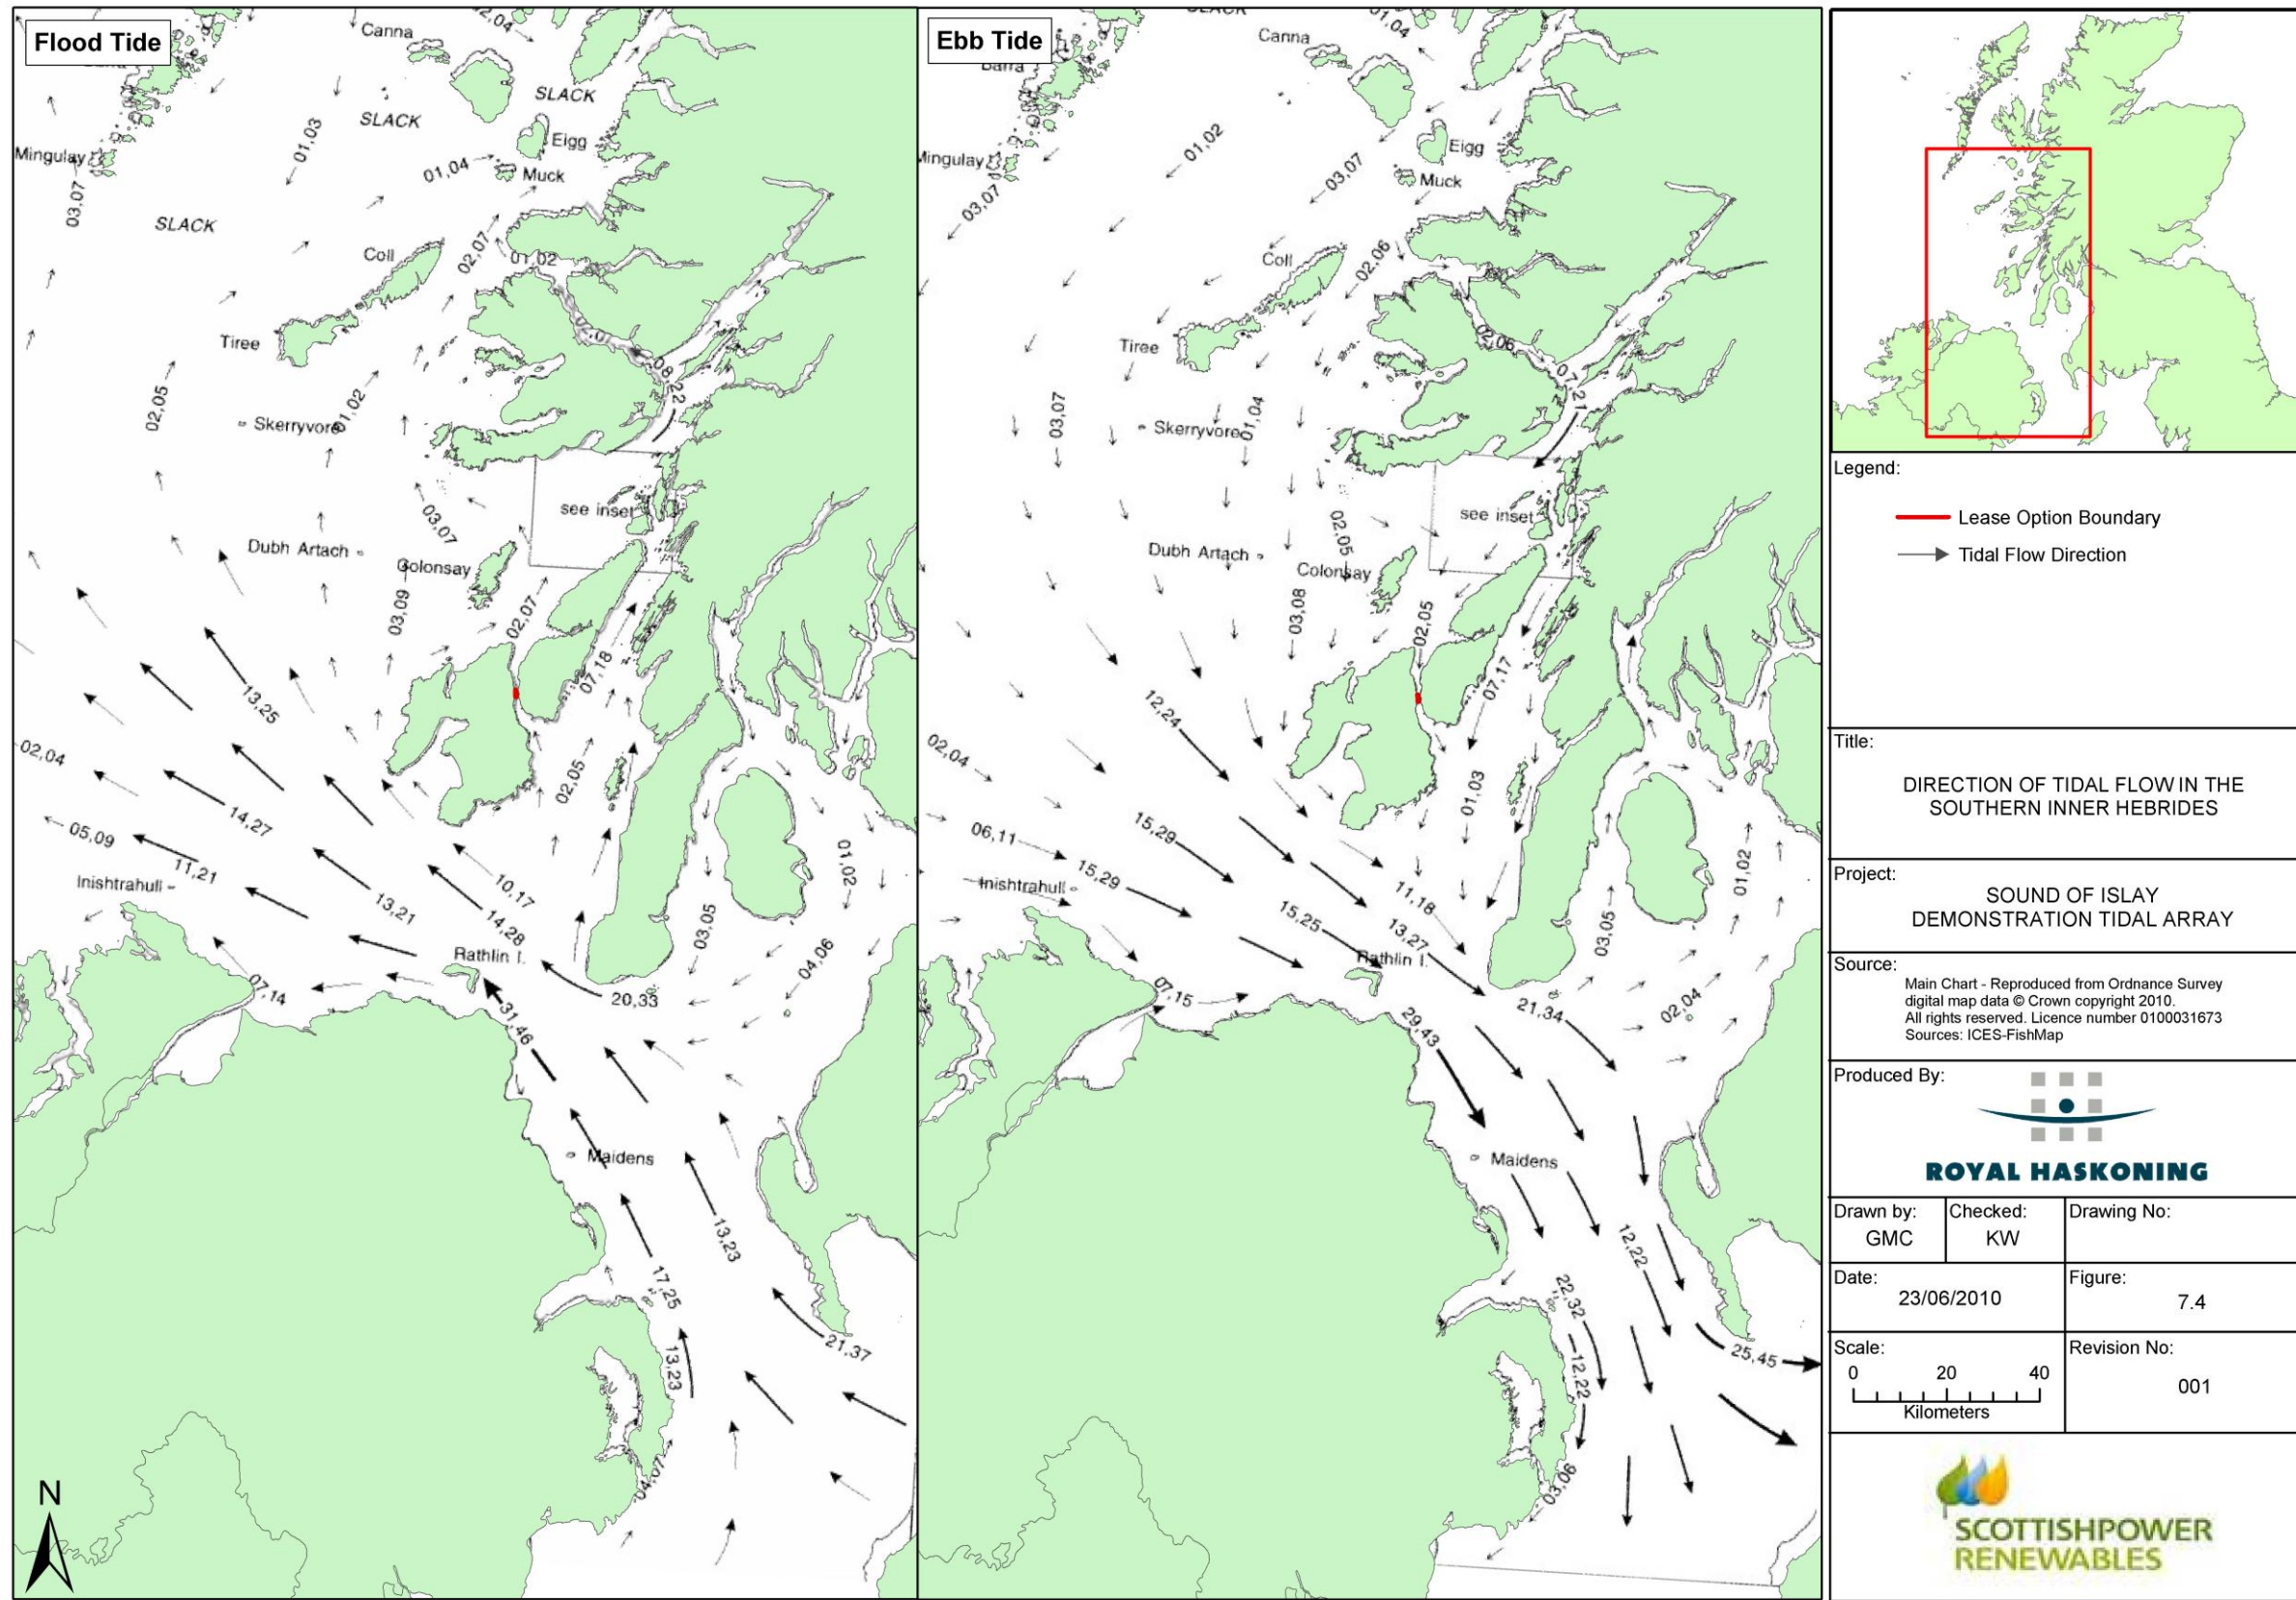 Flood Tide
02,04
Canna
SLACK
SLACK
01,03
Eigg
Mingulay
01,04
Muck
03,07
SLACK
Coll
02,07
01,02
Tiree
02,07
08,22
02,05
01,02
Skerryvore
see inset
03,07
Dubh Artach
Colonsay
03,09
02,07
07,18
13,25
02,04
02,05
14,27
05,09
11,21
01,02
Inishtrahull
10,17
13,21
14,28
03,05
Rathlin I.
04,06
07,14
20,33
31,46
Maidens
13,23
17,25
21,37
13,23
04,07
N
Ebb Tide
SLACK
01,04
Canna
Barra
01,02
Eigg
Mingulay
03,07
Muck
03,07
Coll
02,06
Tiree
02,06
07,21
03,07
01,04
Skerryvore
see inset
02,05
Dubh Artach
Colonsay
03,08
02,05
07,17
12,24
02,04
01,03
15,29
06,11
15,29
01,02
Inishtrahull
11,18
15,25
13,27
03,05
Rathlin I.
07,15
21,34
02,04
29,43
Maidens
12,22
22,32
12,22
25,45
03,06
Legend:
Lease Option Boundary
Tidal Flow Direction
Title:
DIRECTION OF TIDAL FLOW IN THE
SOUTHERN INNER HEBRIDES
Project:
SOUND OF ISLAY
DEMONSTRATION TIDAL ARRAY
Source:
Main Chart - Reproduced from Ordnance Survey
digital map data © Crown copyright 2010.
All rights reserved. Licence number 0100031673
Sources: ICES-FishMap
Produced By:
ROYAL HASKONING
Drawn by:
GMC
Checked:
KW
Drawing No:
Date:
23/06/2010
Figure:
7.4
Scale:
0 20 40
Kilometers
Revision No:
001
SCOTTISHPOWER
RENEWABLES